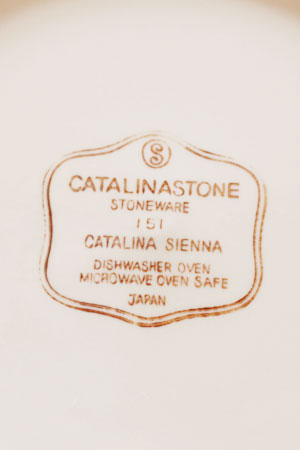 S
CATALINASTONE
STONEWARE
151
CATALINA SIENNA
DISHWASHER OVEN
MICROWAVE OVEN SAFE
JAPAN